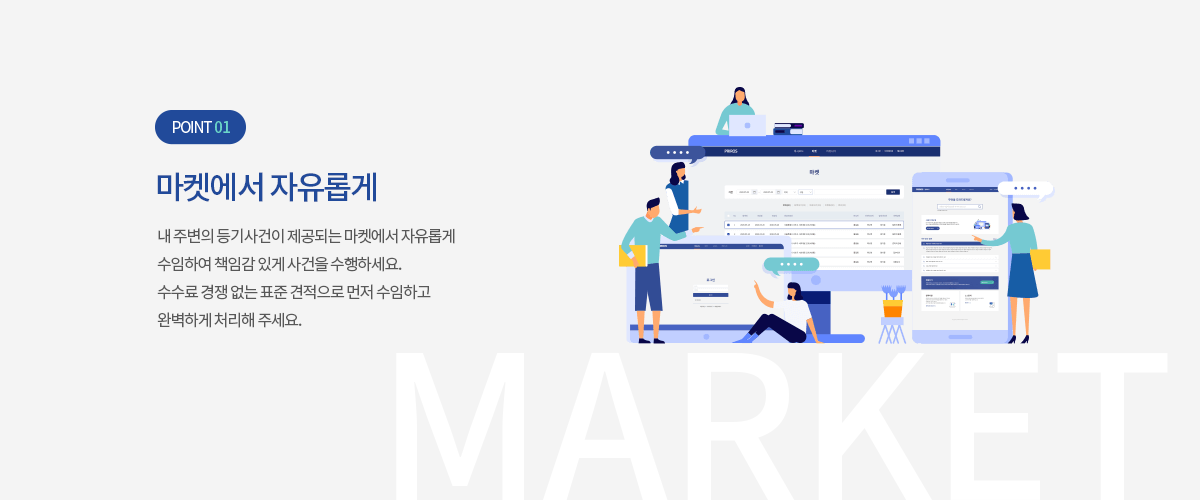 POINT 01
마켓에서 자유롭게
내 주변의 등기사건이 제공되는 마켓에서 자유롭게
수임하여 책임감 있게 사건을 수행하세요.
수수료 경쟁 없는 표준 견적으로 먼저 수임하고
완벽하게 처리해 주세요.
마켓
MARKET